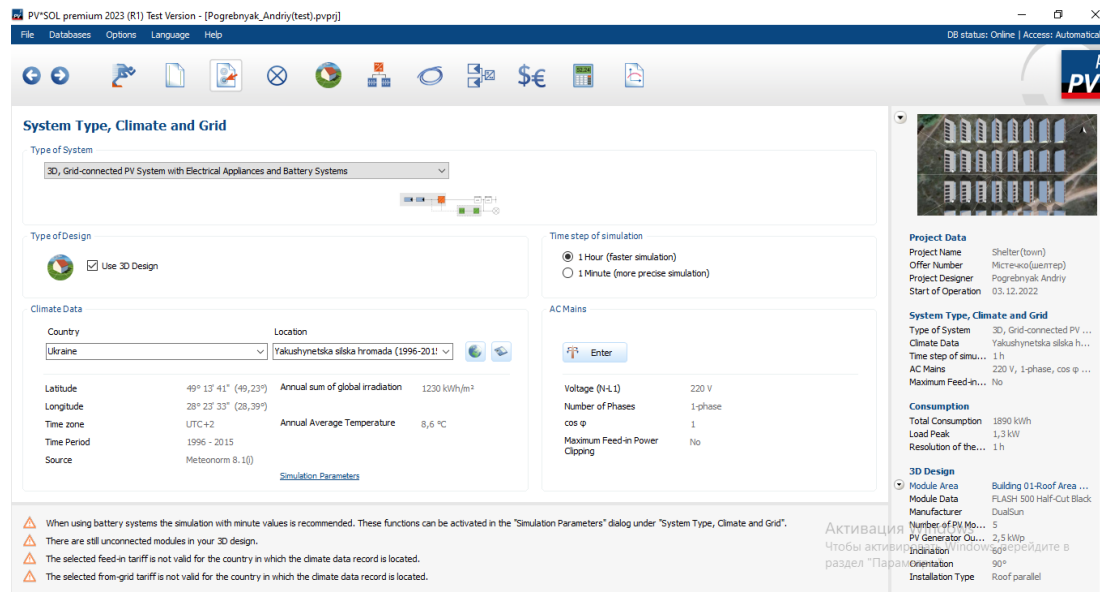 PV*SOL premium 2023 (R1) Test Version - [Pogrebnyak_Andriy(test).pvprj]
File Databases Options Language Help
DB status: Online | Access: Automatical
PV
System Type, Climate and Grid
Type of System
3D, Grid-connected PV System with Electrical Appliances and Battery Systems
Type of Design
Use 3D Design
Time step of simulation
1 Hour (faster simulation)
1 Minute (more precise simulation)
Climate Data
Country
Location
Ukraine
Yakushynetska silska hromada (1996-201
Latitude 49° 13' 41" (49,23°)
Longitude 28° 23' 33" (28,39°)
Time zone UTC+2
Time Period 1996 - 2015
Source Meteonorm 8.1(i)
Annual sum of global irradiation 1230 kWh/m²
Annual Average Temperature 8,6 °C
Simulation Parameters
AC Mains
Enter
Voltage (N-L1) 220 V
Number of Phases 1-phase
cos φ 1
Maximum Feed-in Power Clipping No
When using battery systems the simulation with minute values is recommended. These functions can be activated in the "Simulation Parameters" dialog under "System Type, Climate and Grid".
There are still unconnected modules in your 3D design.
The selected feed-in tariff is not valid for the country in which the climate data record is located.
The selected from-grid tariff is not valid for the country in which the climate data record is located.
Project Data
Project Name Shelter(town)
Offer Number Містечко(шелтер)
Project Designer Pogrebnyak Andriy
Start of Operation 03.12.2022
System Type, Climate and Grid
Type of System 3D, Grid-connected PV ...
Climate Data Yakushynetska silska h...
Time step of simu... 1 h
AC Mains 220 V, 1-phase, cos φ ...
Maximum Feed-in... No
Consumption
Total Consumption 1890 kWh
Load Peak 1,3 kW
Resolution of the... 1 h
3D Design
Module Area Building 01-Roof Area ...
Module Data FLASH 500 Half-Cut Black
Manufacturer DualSun
Number of PV Mo... 5
PV Generator Ou... 2,5 kWp
Inclination 60°
Orientation 90°
Installation Type Roof parallel
Активация Windows
Чтобы активировать Windows, перейдите в
раздел "Парам